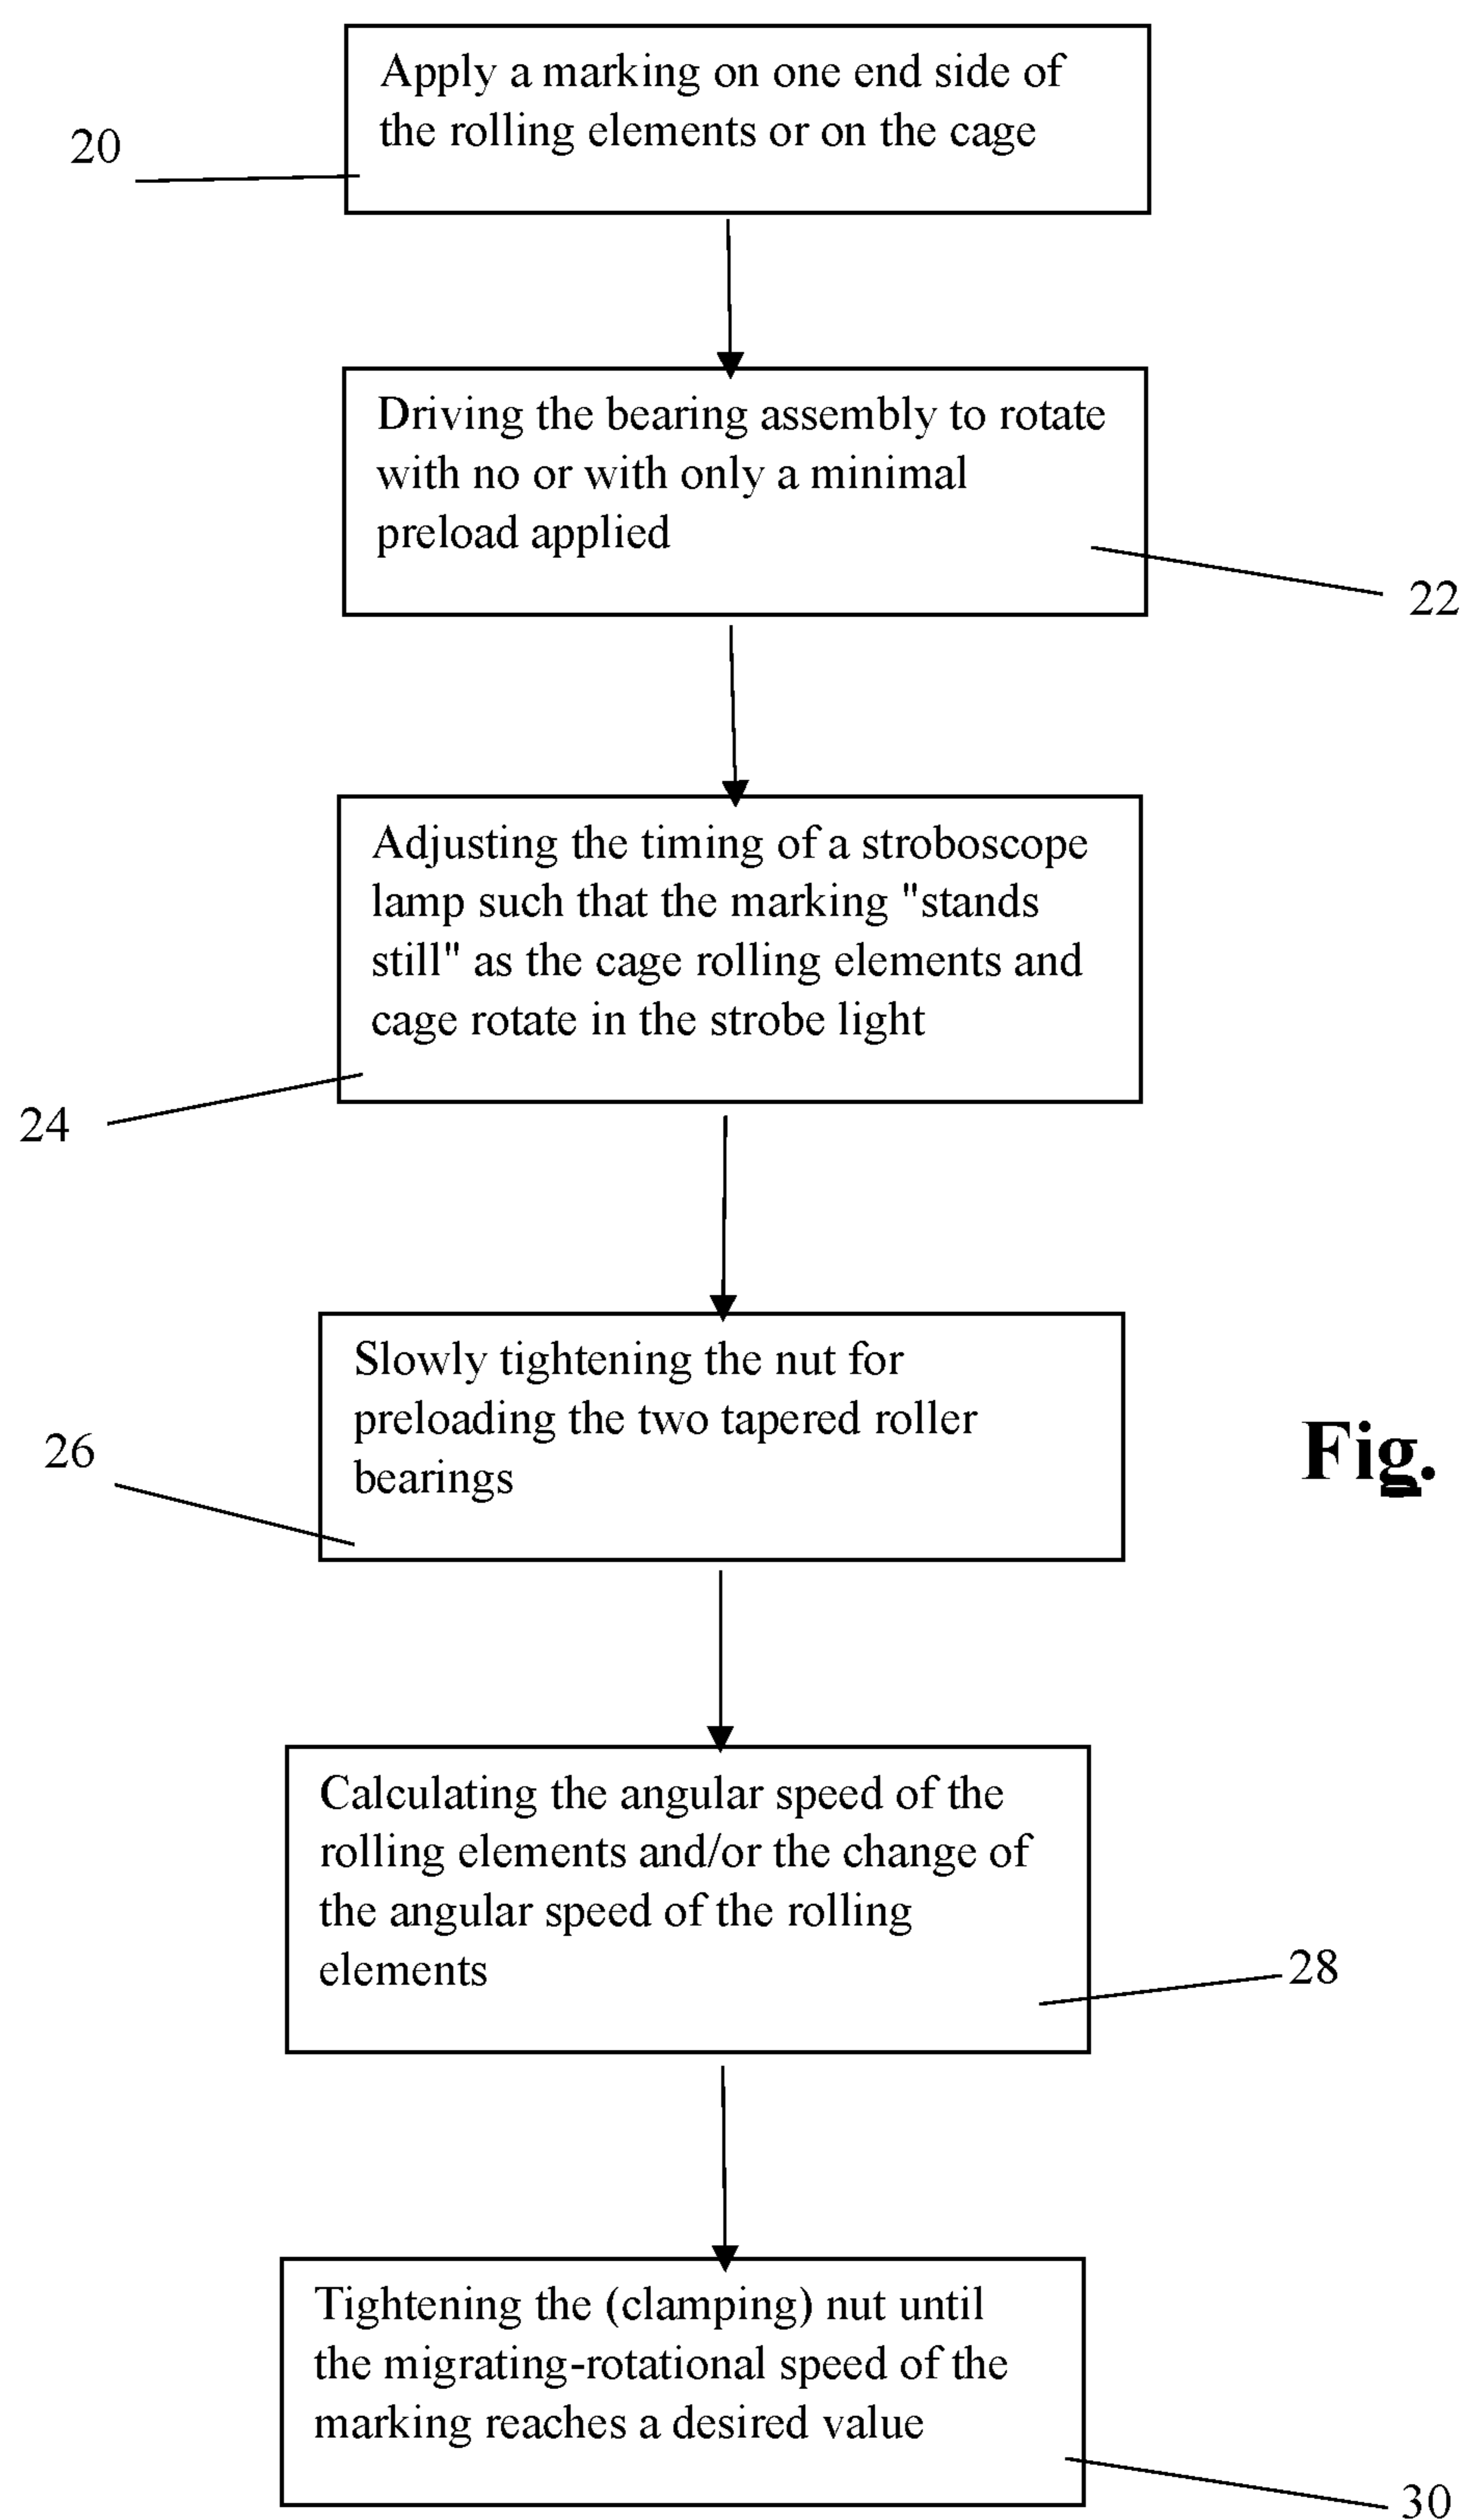 Apply a marking on one end side of
the rolling elements or on the cage
20
Driving the bearing assembly to rotate
with no or with only a minimal
preload applied
22
Adjusting the timing of a stroboscope
lamp such that the marking "stands
still" as the cage rolling elements and
cage rotate in the strobe light
24
Slowly tightening the nut for
preloading the two tapered roller
bearings
26
Fig.
Calculating the angular speed of the
rolling elements and/or the change of
the angular speed of the rolling
elements
28
Tightening the (clamping) nut until
the migrating-rotational speed of the
marking reaches a desired value
30